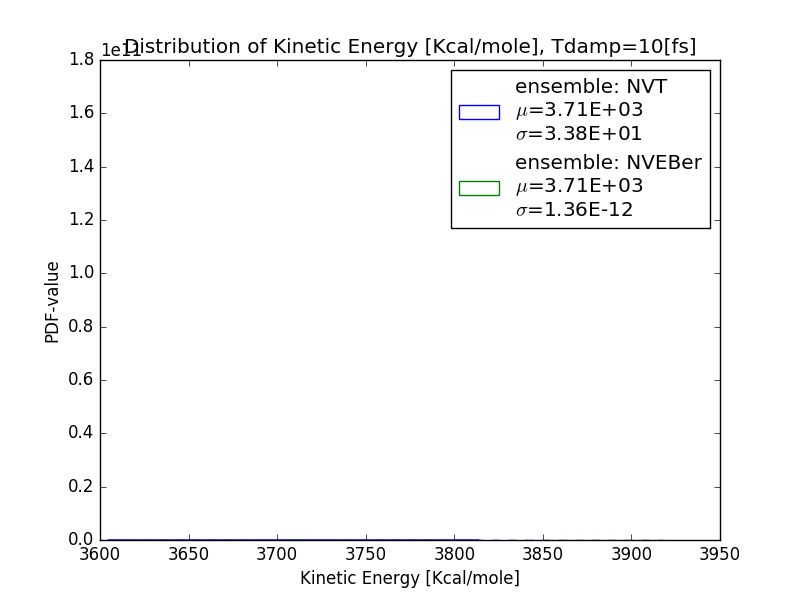 Distribution of Kinetic Energy [Kcal/mole], Tdamp=10[fs]
1e11
1.8
1.6
1.4
1.2
1.0
0.8
0.6
0.4
0.2
0.0
PDF-value
ensemble: NVT
μ=3.71E+03
σ=3.38E+01
ensemble: NVEBer
μ=3.71E+03
σ=1.36E-12
3600 3650 3700 3750 3800 3850 3900 3950
Kinetic Energy [Kcal/mole]